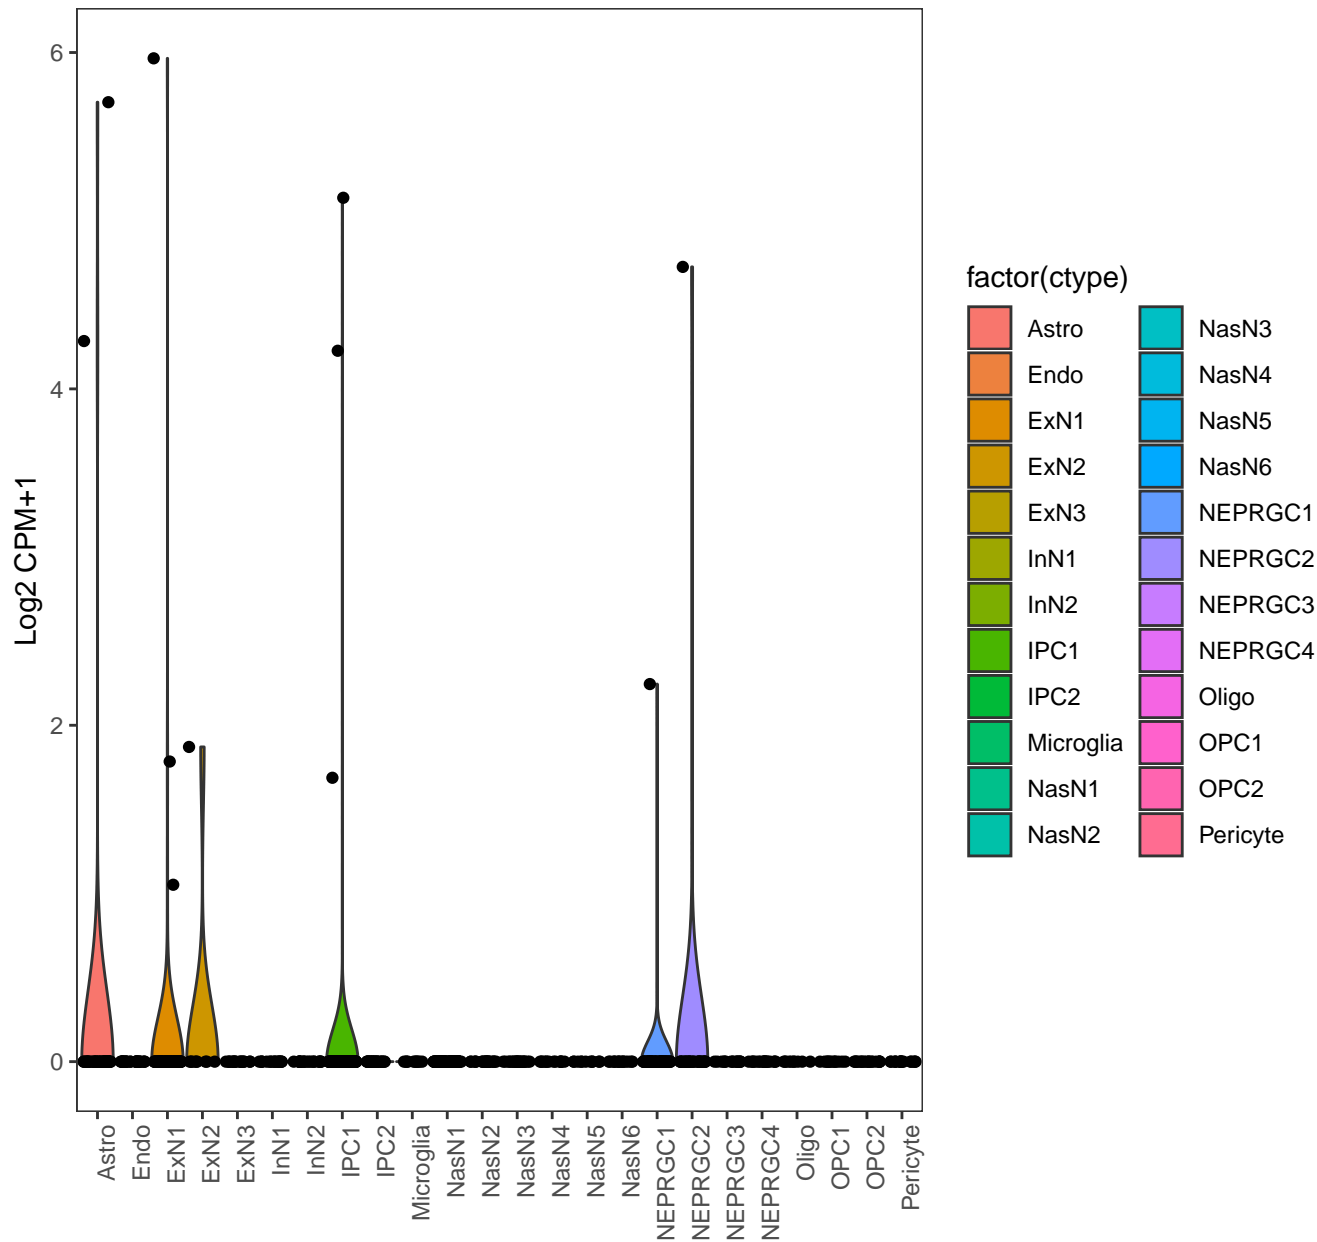 6
4
2
0
Log2 CPM+1
Astro
Endo
ExN1
ExN2
ExN3
InN1
InN2
IPC1
IPC2
Microglia
NasN1
NasN2
NasN3
NasN4
NasN5
NasN6
NEPRGC1
NEPRGC2
NEPRGC3
NEPRGC4
Oligo
OPC1
OPC2
Pericyte
factor(ctype)
Astro
Endo
ExN1
ExN2
ExN3
InN1
InN2
IPC1
IPC2
Microglia
NasN1
NasN2
NasN3
NasN4
NasN5
NasN6
NEPRGC1
NEPRGC2
NEPRGC3
NEPRGC4
Oligo
OPC1
OPC2
Pericyte